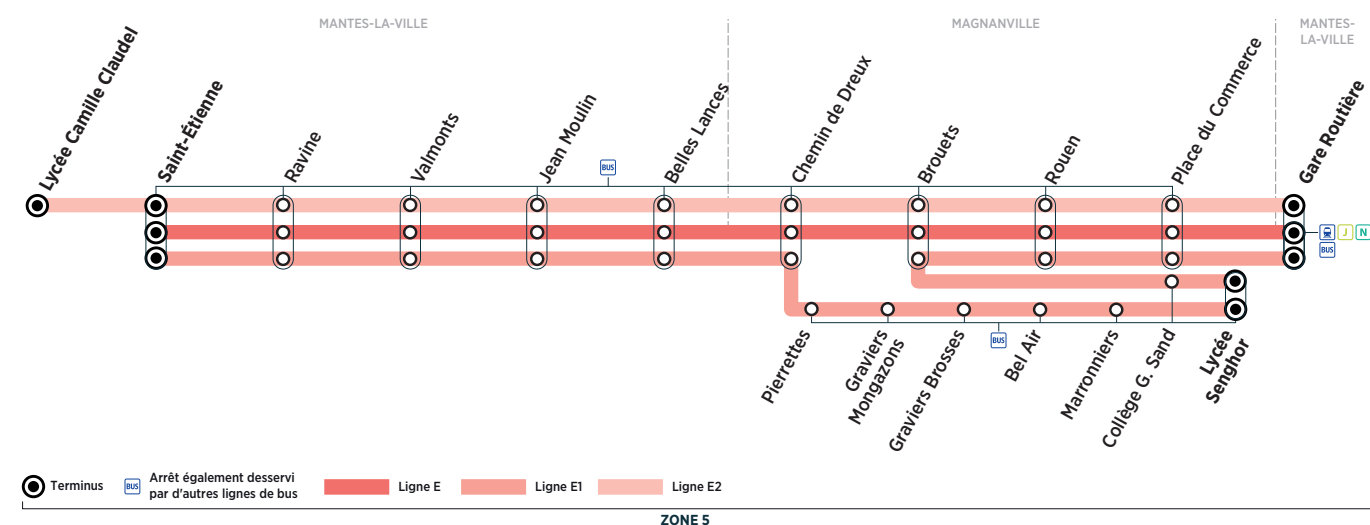 MANTES-LA-VILLE
MAGNANVILLE
MANTES-
LA-VILLE
Lycée Camille Claudel
Saint-Étienne
Ravine
Valmonts
Jean Moulin
Belles Lances
Chemin de Dreux
Brouets
Rouen
Place du Commerce
Gare Routière
BUS
J
N
BUS
Pierrettes
Graviers
Mongazons
Graviers Brosses
BUS
Bel Air
Marronniers
Collège G. Sand
Lycée
Senghor
Terminus
BUS
Arrêt également desservi
par d'autres lignes de bus
Ligne E
Ligne E1
Ligne E2
ZONE 5